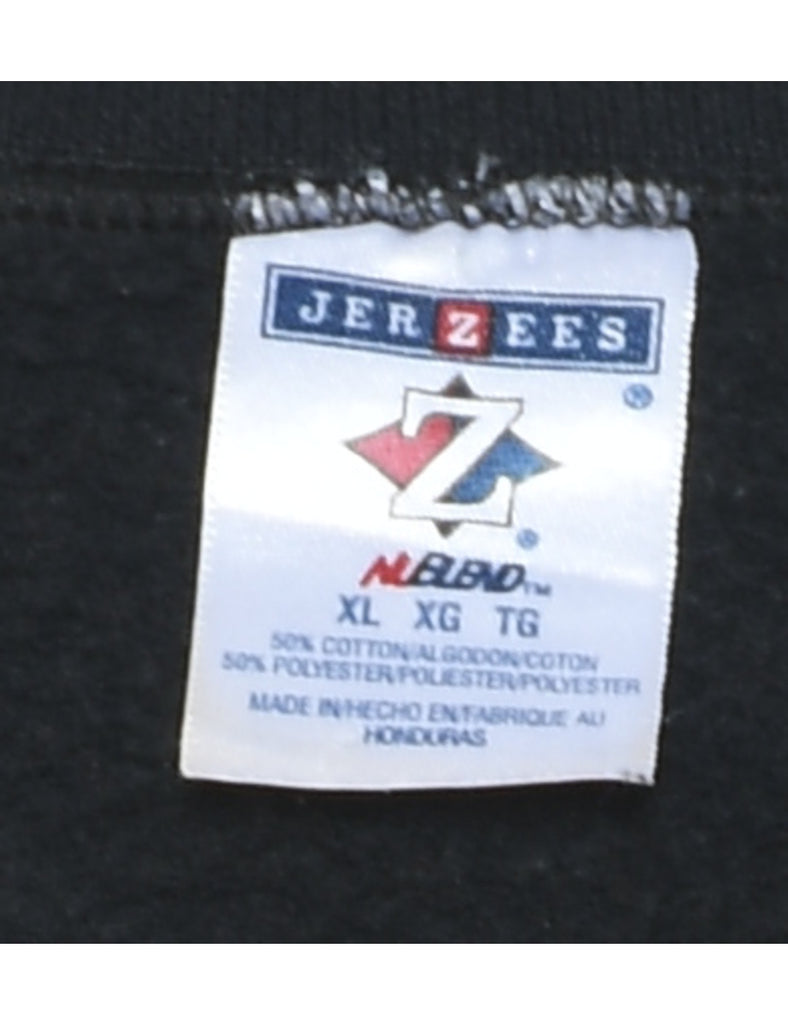 JERZEES
®
Z
®
NUBLEND™
XL XG TG
50% COTTON/ALGODON/COTON
50% POLYESTER/POLIESTER/POLYESTER
MADE IN/HECHO EN/FABRIQUE AU
HONDURAS